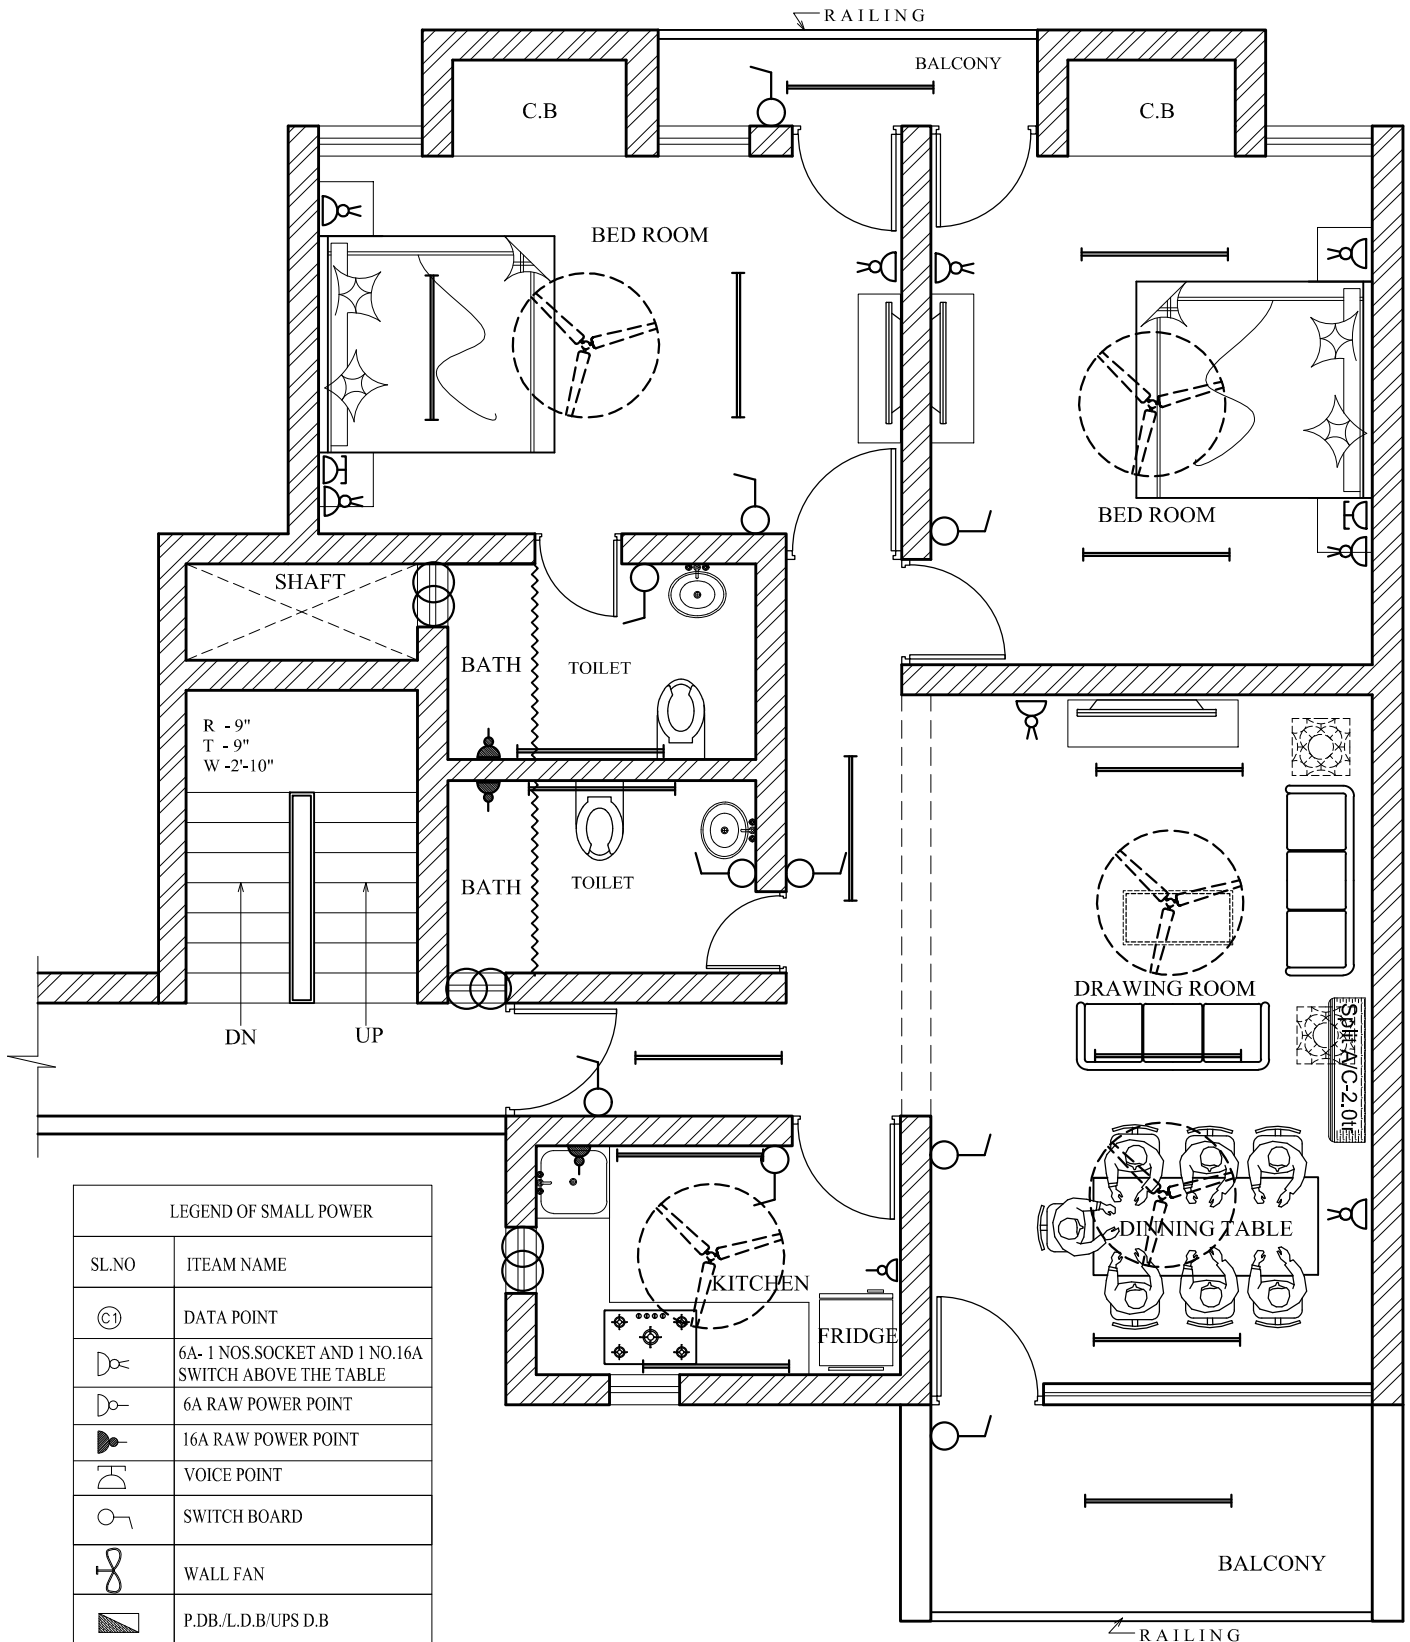 RAILING
BALCONY
C.B
C.B
BED ROOM
BED ROOM
SHAFT
BATH
TOILET
R - 9"
T - 9"
W -2'-10"
BATH
TOILET
DRAWING ROOM
Split A/C-2.0tr
DN
UP
DINNING TABLE
KITCHEN
FRIDGE
LEGEND OF SMALL POWER
SL.NO ITEAM NAME
C1 DATA POINT
6A- 1 NOS.SOCKET AND 1 NO.16A
SWITCH ABOVE THE TABLE
6A RAW POWER POINT
16A RAW POWER POINT
VOICE POINT
SWITCH BOARD
WALL FAN
P.DB./L.D.B/UPS D.B
BALCONY
RAILING